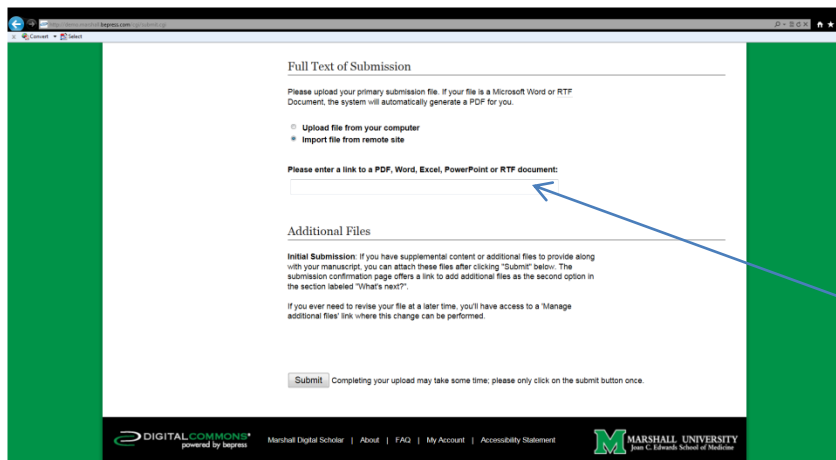 Convert Select
Full Text of Submission
Please upload your primary submission file. If your file is a Microsoft Word or RTF
Document, the system will automatically generate a PDF for you.
Upload file from your computer
Import file from remote site
Please enter a link to a PDF, Word, Excel, PowerPoint or RTF document:
Additional Files
Initial Submission: If you have supplemental content or additional files to provide along
with your manuscript, you can attach these files after clicking "Submit" below. The
submission confirmation page offers a link to add additional files as the second option in
the section labeled "What's next?".
If you ever need to revise your file at a later time, you'll have access to a 'Manage
additional files' link where this change can be performed.
Submit Completing your upload may take some time; please only click on the submit button once.
DIGITALCOMMONS®
powered by bepress
Marshall Digital Scholar | About | FAQ | My Account | Accessibility Statement
M MARSHALL UNIVERSITY
Joan C. Edwards School of Medicine